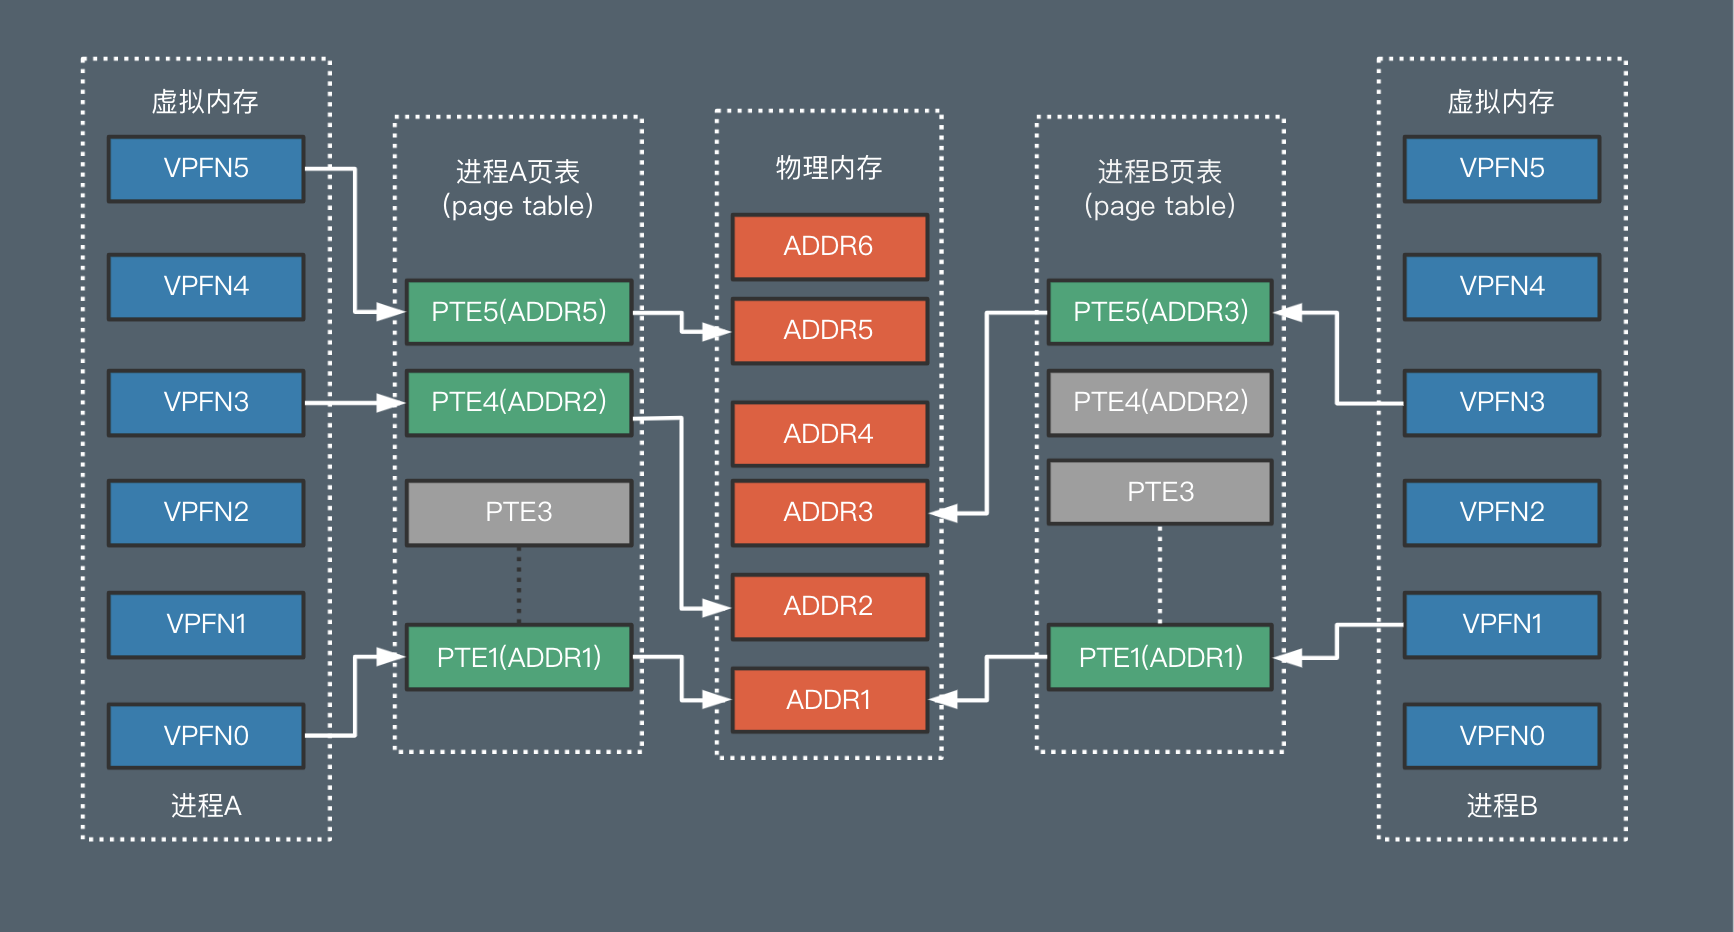 虚拟内存
VPFN5
VPFN4
VPFN3
VPFN2
VPFN1
VPFN0
进程A
进程A页表
(page table)
PTE5(ADDR5)
PTE4(ADDR2)
PTE3
PTE1(ADDR1)
物理内存
ADDR6
ADDR5
ADDR4
ADDR3
ADDR2
ADDR1
进程B页表
(page table)
PTE5(ADDR3)
PTE4(ADDR2)
PTE3
PTE1(ADDR1)
虚拟内存
VPFN5
VPFN4
VPFN3
VPFN2
VPFN1
VPFN0
进程B